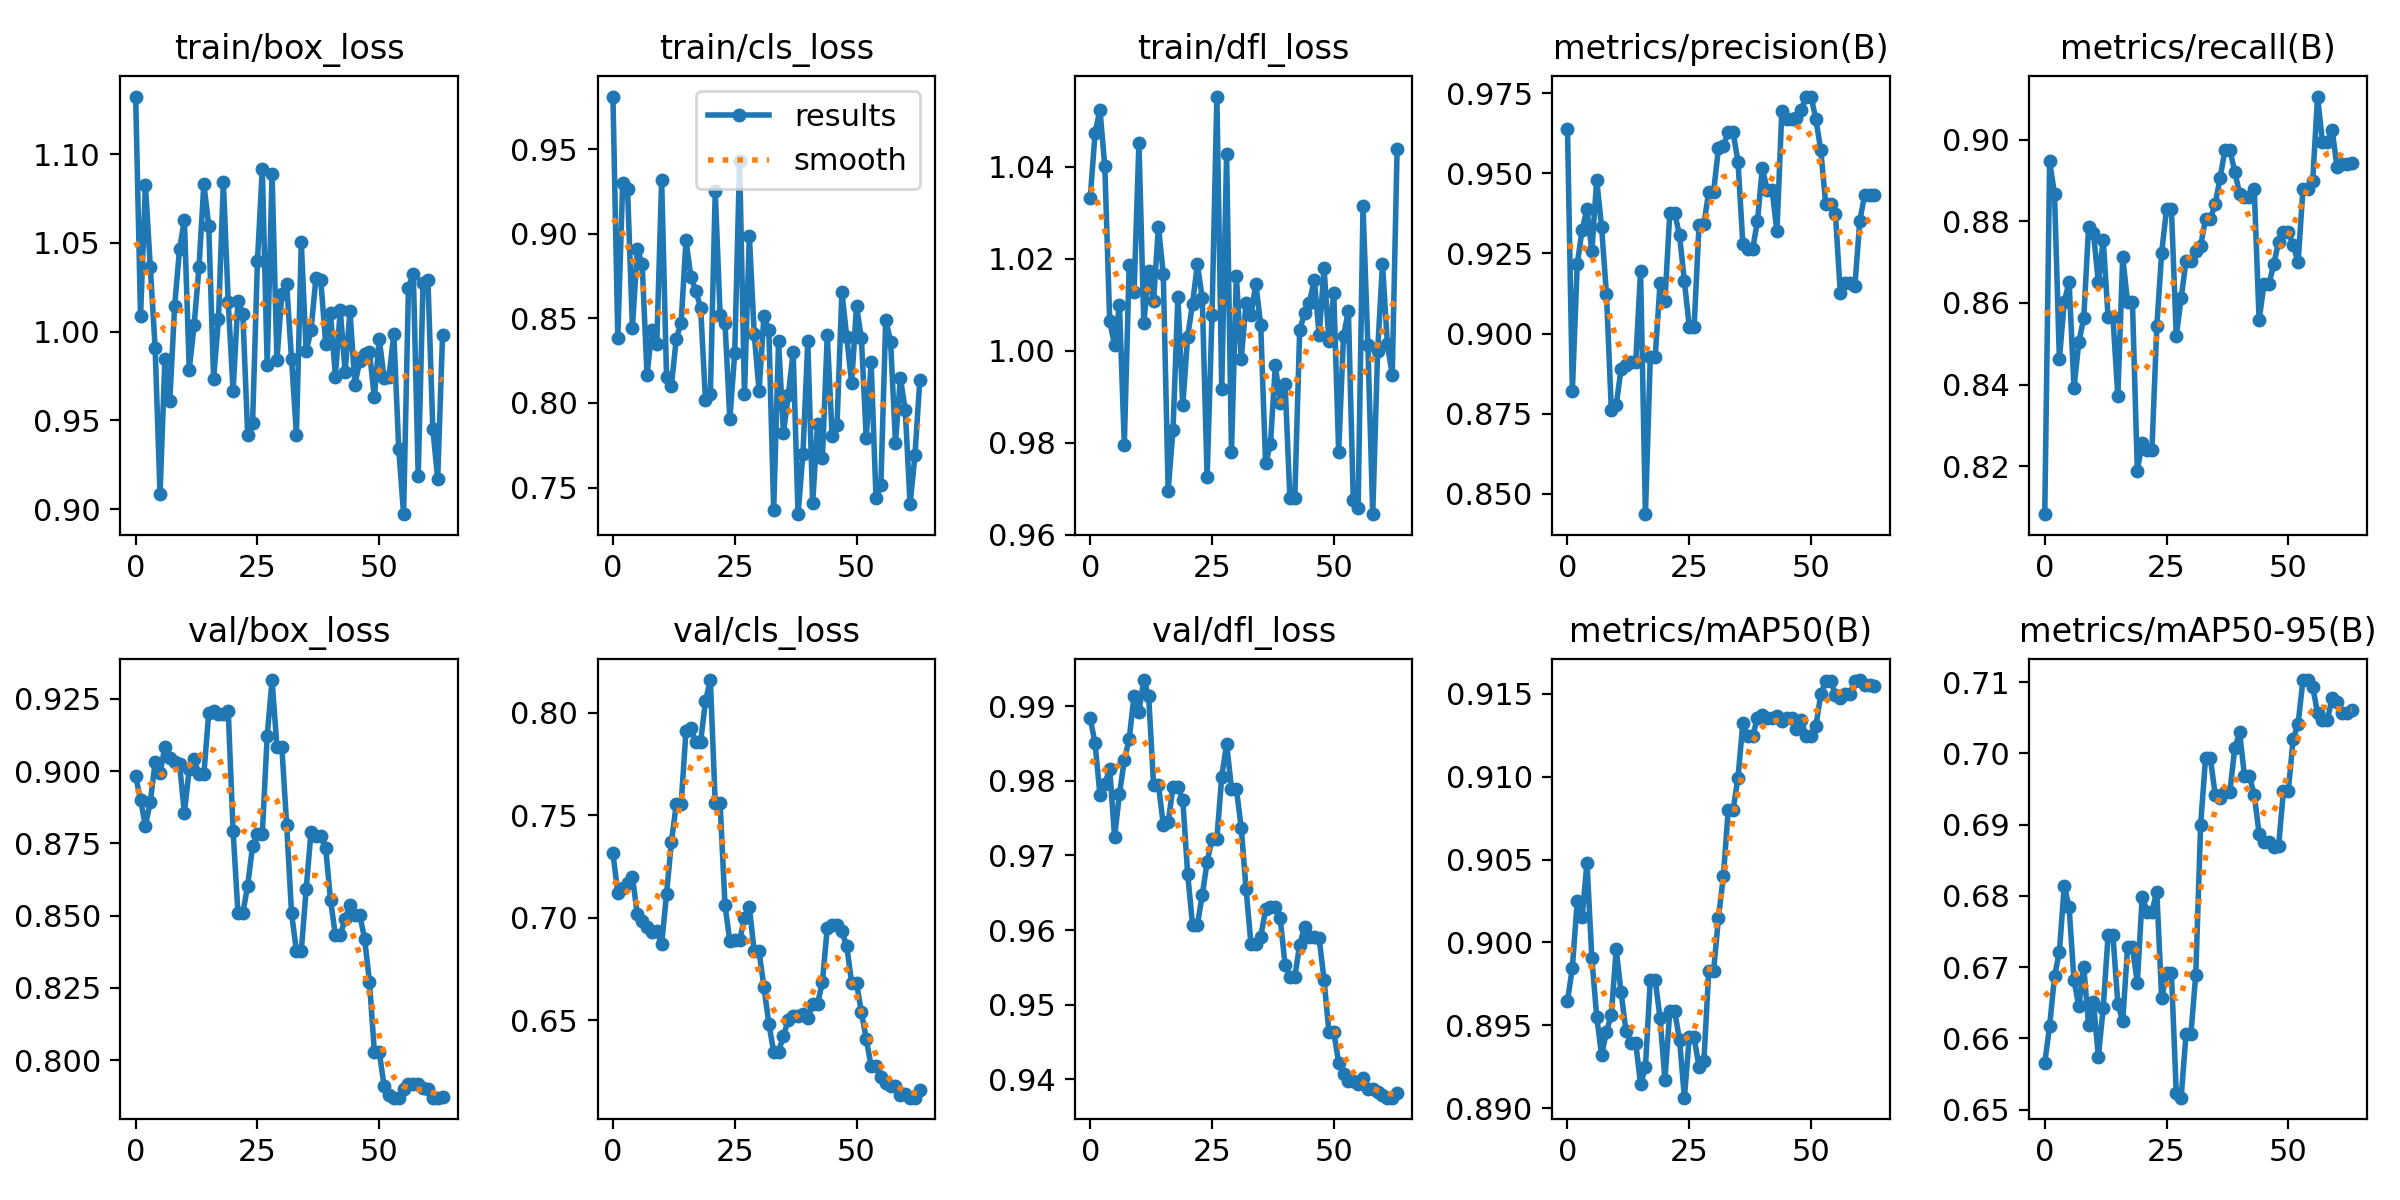 train/box_loss
1.10
1.05
1.00
0.95
0.90
0 25 50
train/cls_loss
results
smooth
0.95
0.90
0.85
0.80
0.75
0 25 50
train/dfl_loss
1.04
1.02
1.00
0.98
0.96
0 25 50
metrics/precision(B)
0.975
0.950
0.925
0.900
0.875
0.850
0 25 50
metrics/recall(B)
0.90
0.88
0.86
0.84
0.82
0 25 50
val/box_loss
0.925
0.900
0.875
0.850
0.825
0.800
0 25 50
val/cls_loss
0.80
0.75
0.70
0.65
0 25 50
val/dfl_loss
0.99
0.98
0.97
0.96
0.95
0.94
0 25 50
metrics/mAP50(B)
0.915
0.910
0.905
0.900
0.895
0.890
0 25 50
metrics/mAP50-95(B)
0.71
0.70
0.69
0.68
0.67
0.66
0.65
0 25 50